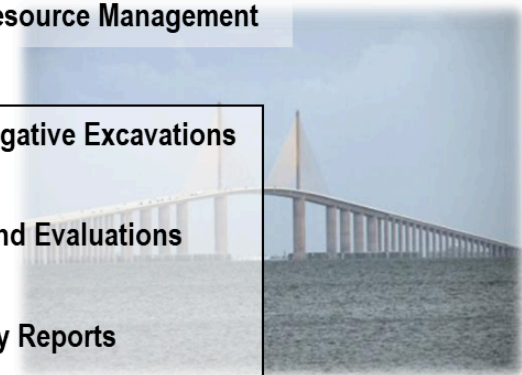 esource Management
gative Excavations
nd Evaluations
y Reports